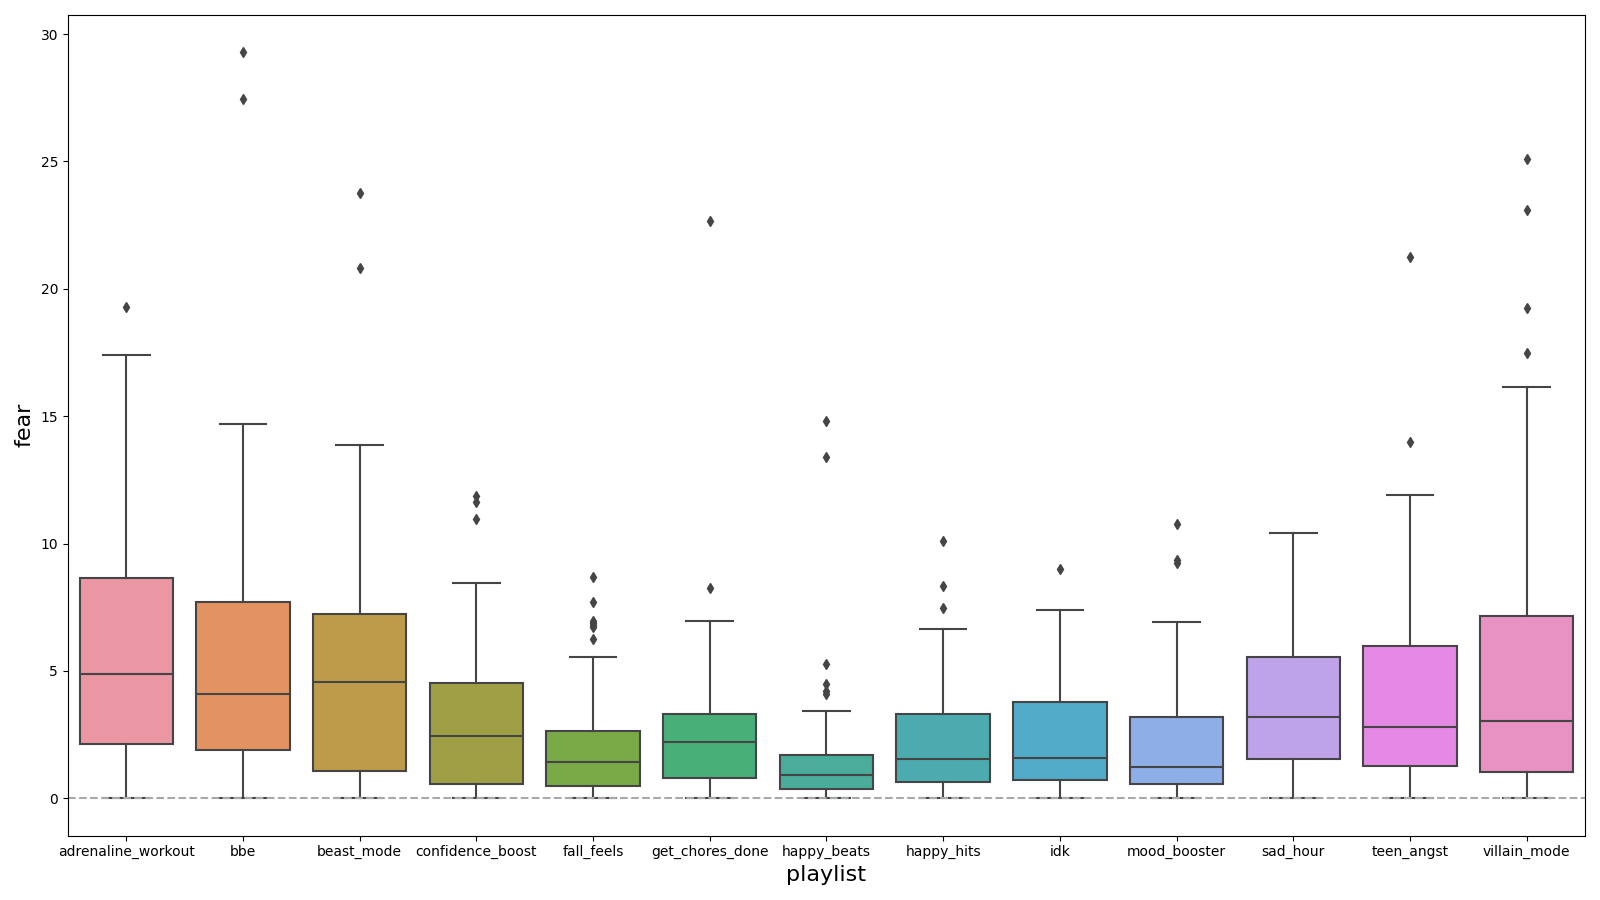 fear
30
25
20
15
10
5
0
adrenaline_workout bbe beast_mode confidence_boost fall_feels get_chores_done happy_beats happy_hits idk mood_booster sad_hour teen_angst villain_mode
playlist